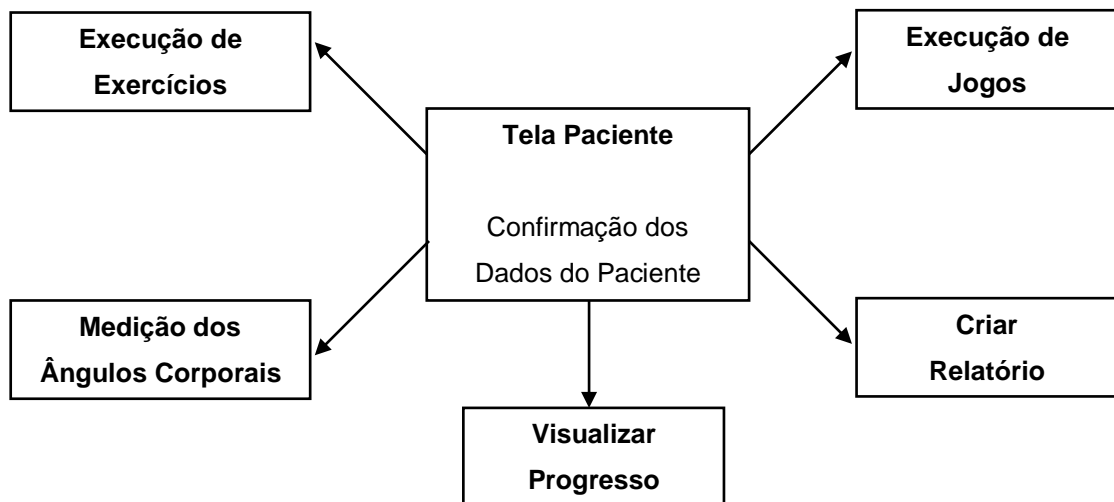 Execução de
Exercícios
Execução de
Jogos
Tela Paciente
Confirmação dos
Dados do Paciente
Medição dos
Ângulos Corporais
Criar
Relatório
Visualizar
Progresso